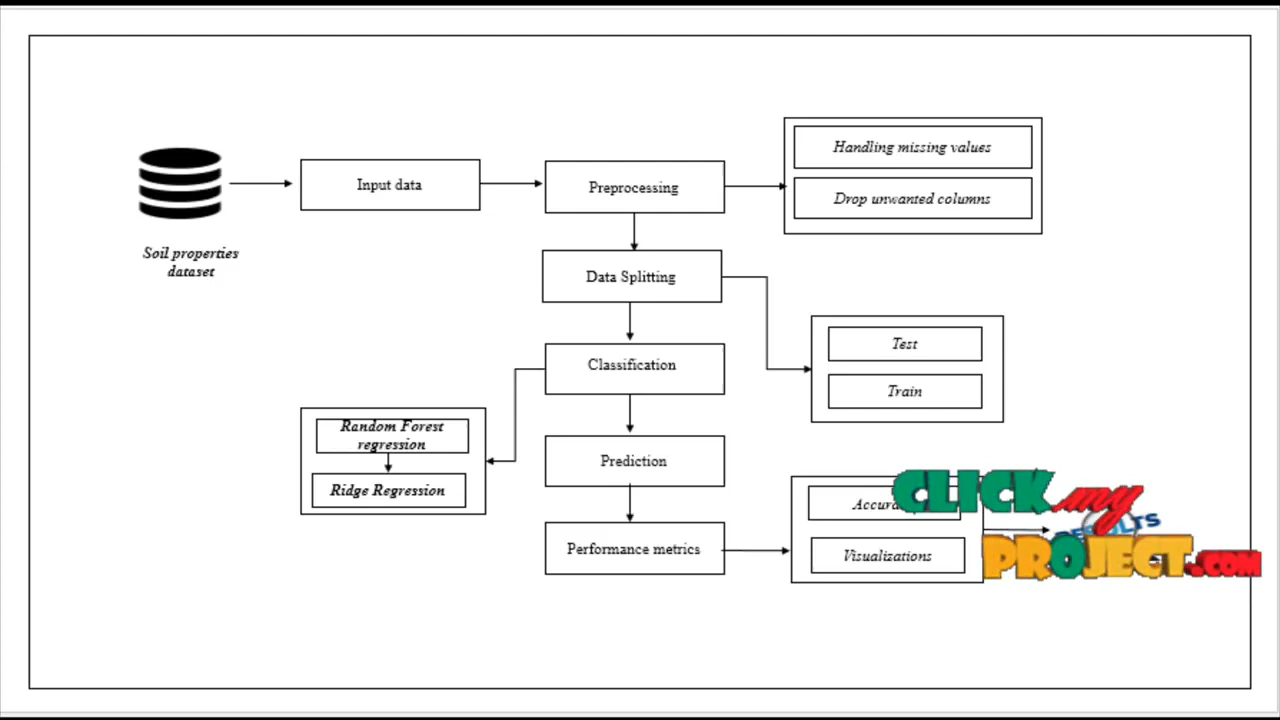 Soil properties
dataset
Input data
Preprocessing
Handling missing values
Drop unwanted columns
Data Splitting
Test
Train
Classification
Random Forest
regression
Ridge Regression
Prediction
Performance metrics
Visualizations
CLICK my
PROJECT.COM